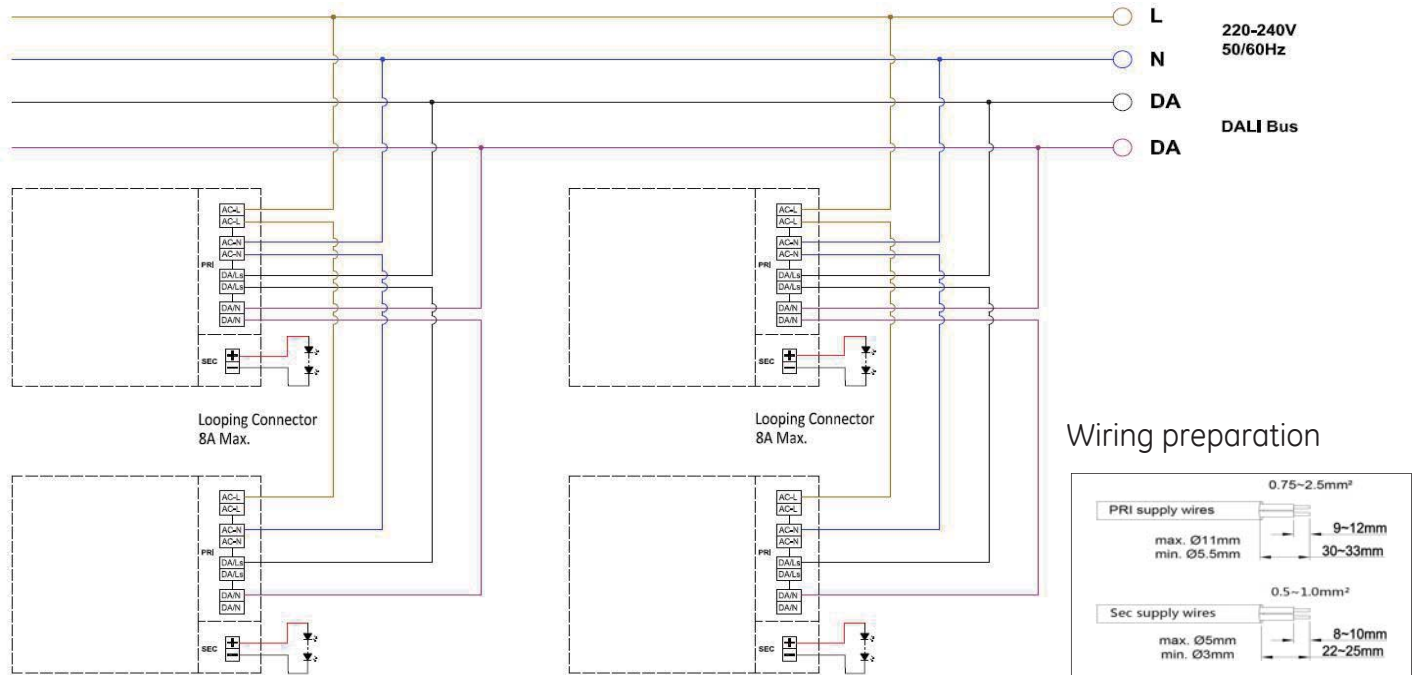 L
220-240V
50/60Hz
N
DA
DALI Bus
DA
AC-L
AC-L
AC-N
AC-N
PRI
DA/Ls
DA/Ls
DA/N
DA/N
SEC
+
−
AC-L
AC-L
AC-N
AC-N
PRI
DA/Ls
DA/Ls
DA/N
DA/N
SEC
+
−
Looping Connector
8A Max.
Looping Connector
8A Max.
AC-L
AC-L
AC-N
AC-N
PRI
DA/Ls
DA/Ls
DA/N
DA/N
SEC
+
−
AC-L
AC-L
AC-N
AC-N
PRI
DA/Ls
DA/Ls
DA/N
DA/N
SEC
+
−
Wiring preparation
0.75~2.5mm²
PRI supply wires
9~12mm
max. Ø11mm
min. Ø5.5mm
30~33mm
0.5~1.0mm²
Sec supply wires
8~10mm
max. Ø5mm
min. Ø3mm
22~25mm